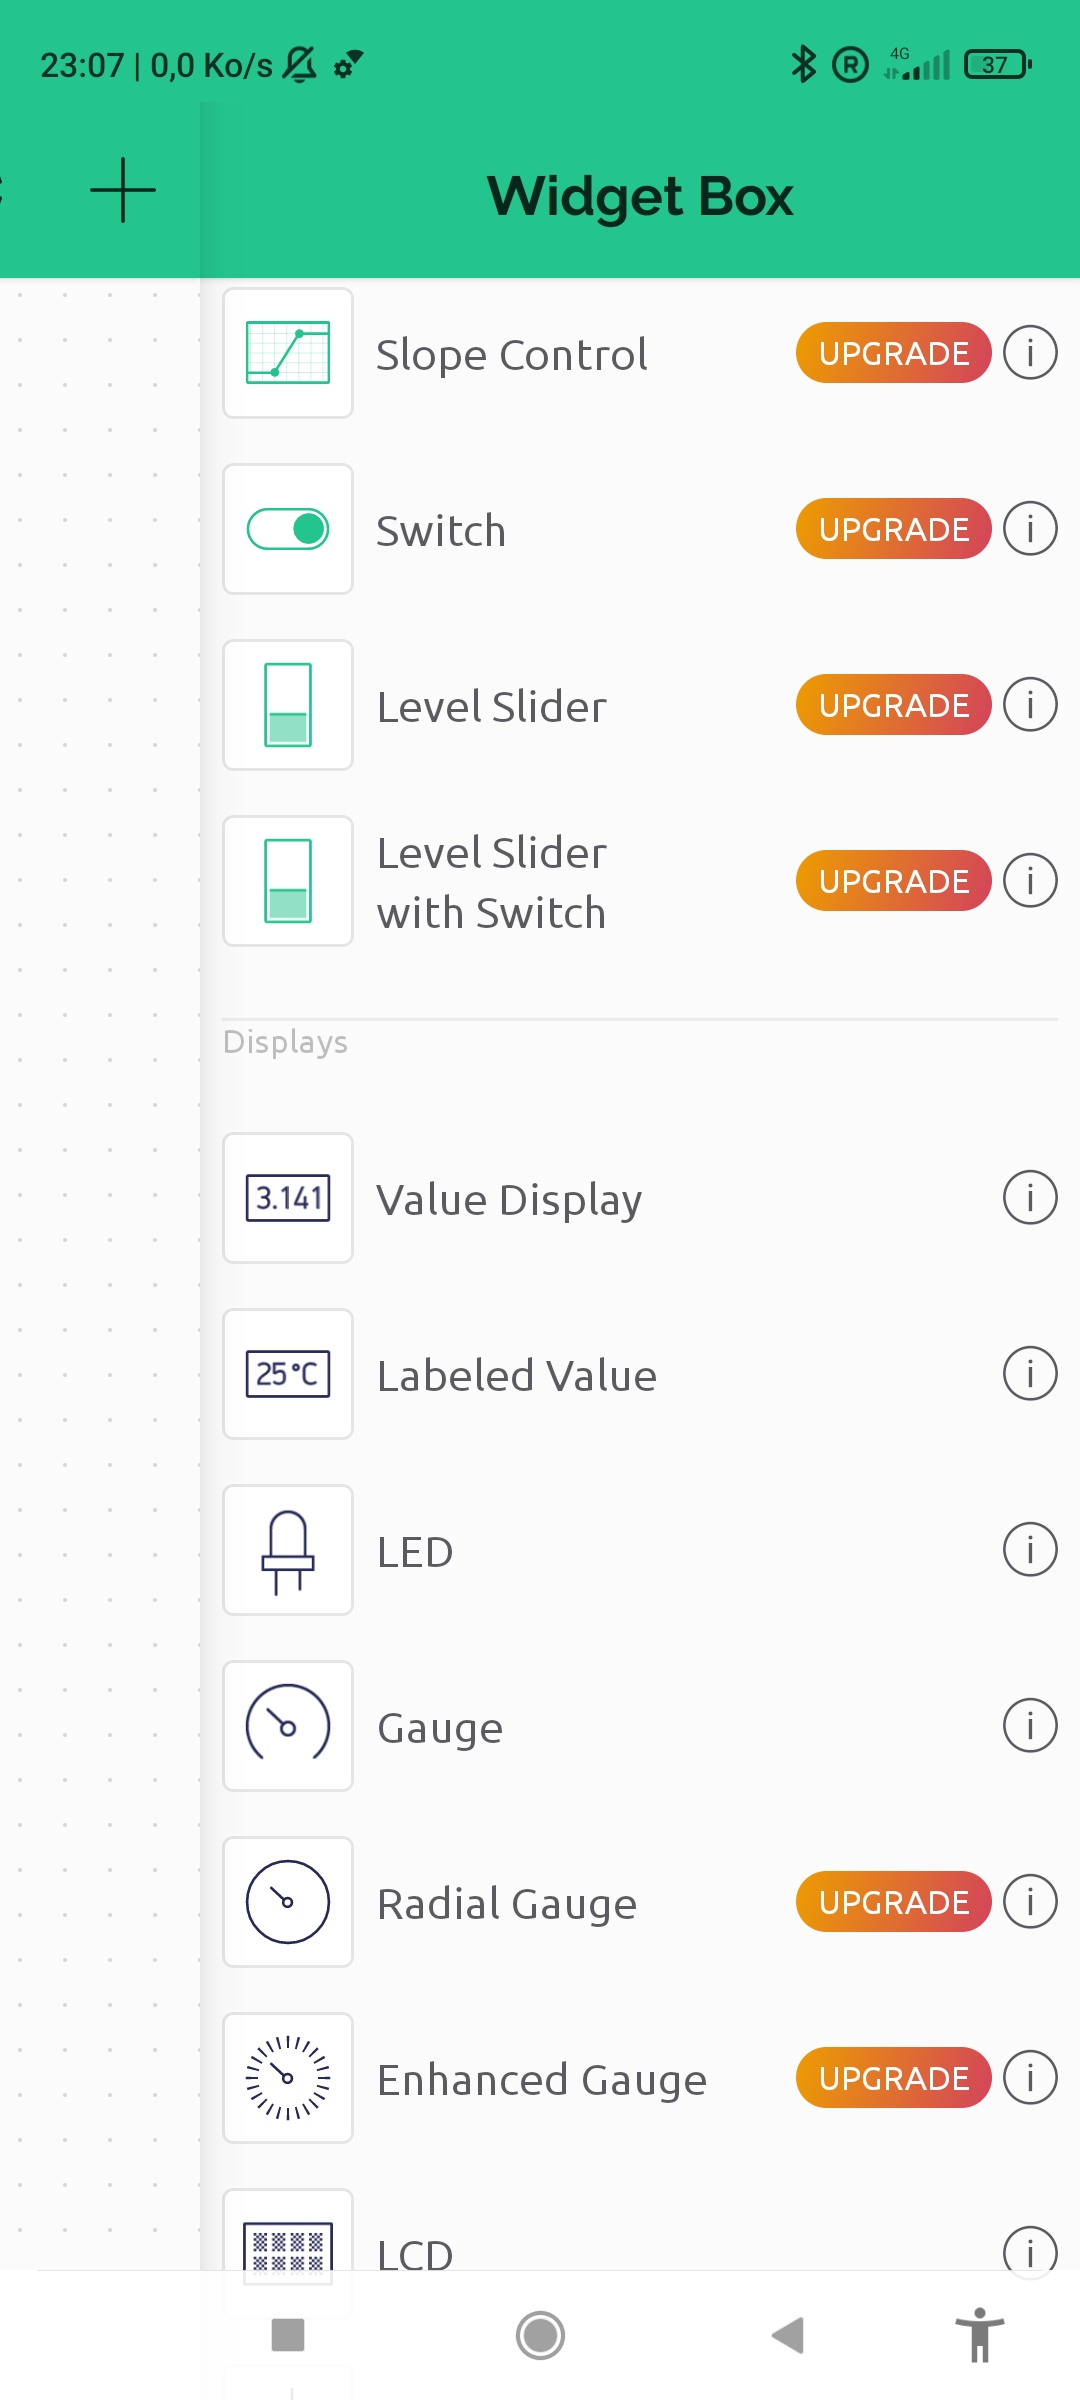 23:07 | 0,0 Ko/s
R
4G
37
Widget Box
Slope Control
UPGRADE
i
Switch
UPGRADE
i
Level Slider
UPGRADE
i
Level Slider
with Switch
UPGRADE
i
Displays
3.141
Value Display
i
25°C
Labeled Value
i
LED
i
Gauge
i
Radial Gauge
UPGRADE
i
Enhanced Gauge
UPGRADE
i
LCD
i